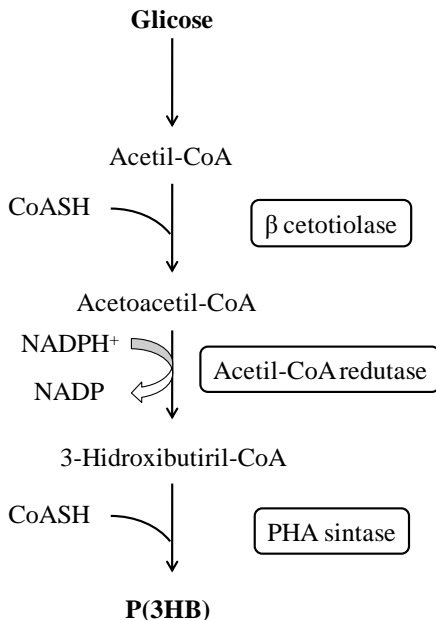 Glicose
Acetil-CoA
CoASH
β cetotiolase
Acetoacetil-CoA
NADPH⁺
Acetil-CoA redutase
NADP
3-Hidroxibutiril-CoA
CoASH
PHA sintase
P(3HB)